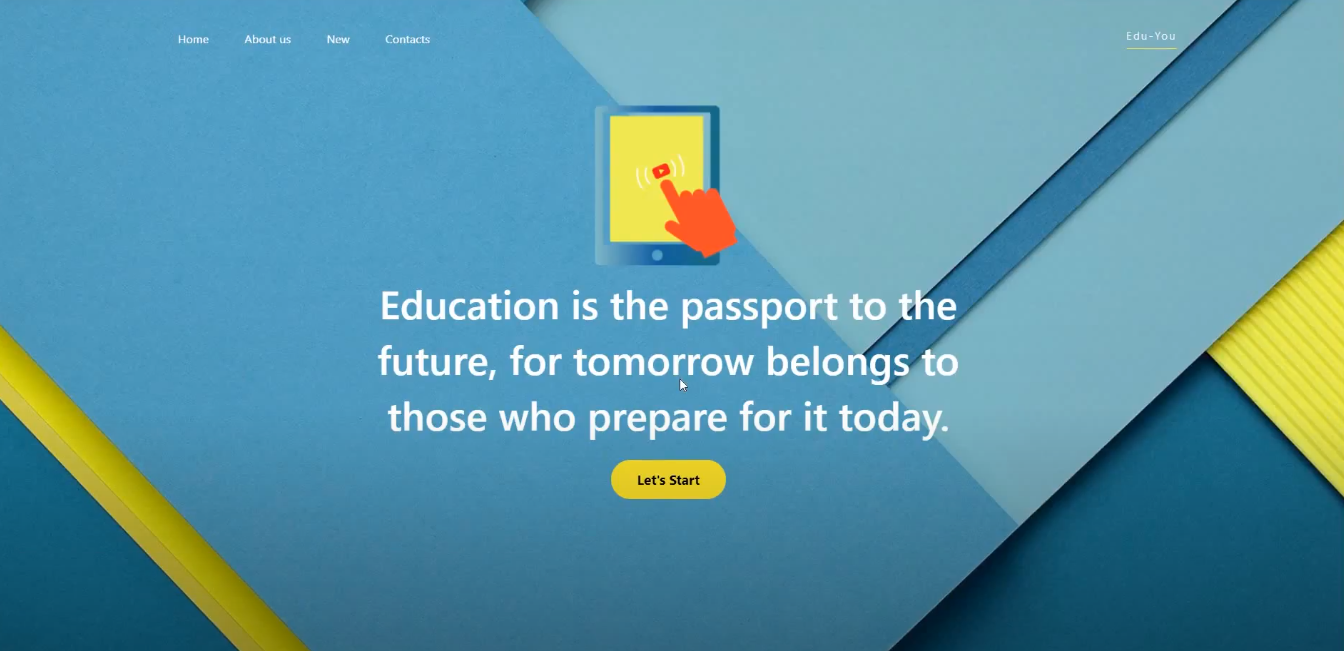 Home
About us
New
Contacts
Edu-You
Education is the passport to the
future, for tomorrow belongs to
those who prepare for it today.
Let's Start